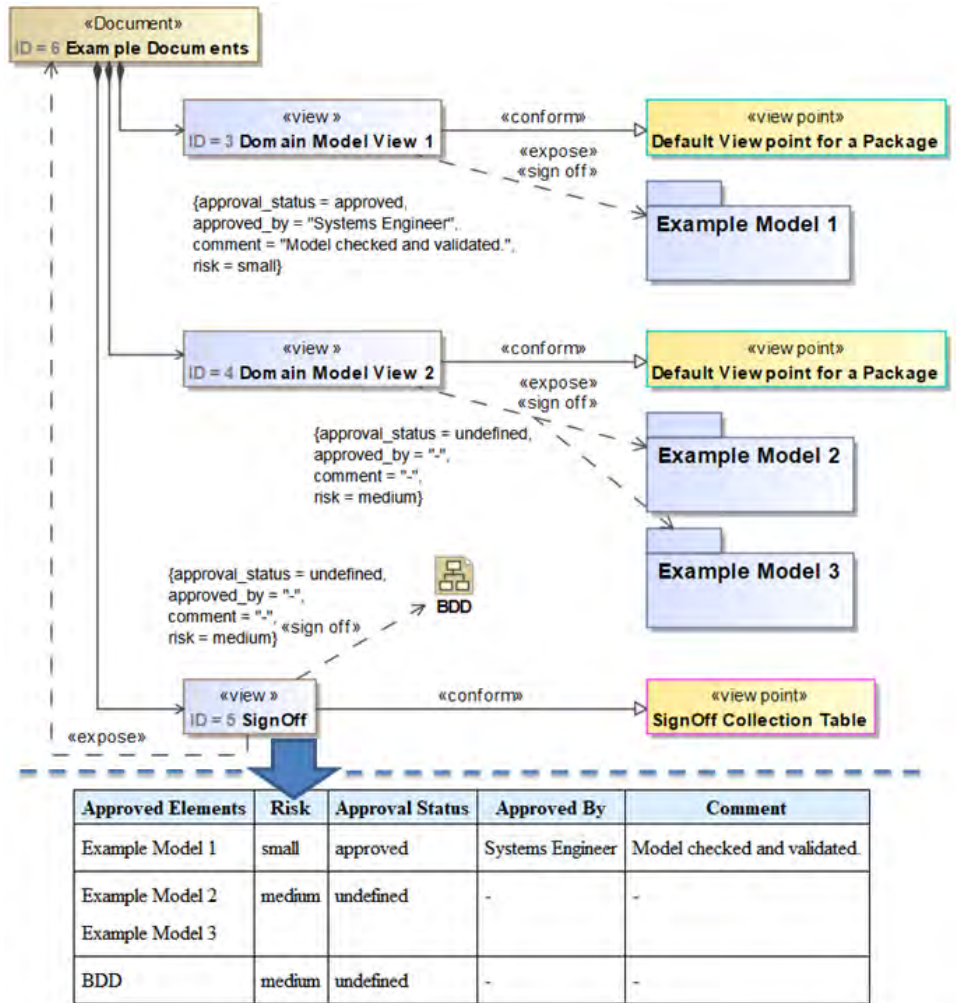 «Document»
ID = 6 Example Documents
«view »
ID = 3 Domain Model View 1
«conform»
«view point»
Default Viewpoint for a Package
«expose»
«sign off»
{approval_status = approved,
approved_by = "Systems Engineer",
comment = "Model checked and validated.",
risk = small}
Example Model 1
«view »
ID = 4 Domain Model View 2
«conform»
«view point»
Default Viewpoint for a Package
«expose»
«sign off»
{approval_status = undefined,
approved_by = "-",
comment = "-",
risk = medium}
Example Model 2
Example Model 3
{approval_status = undefined,
approved_by = "-",
comment = "-",
risk = medium}
«sign off»
BDD
«view »
ID = 5 SignOff
«conform»
«view point»
SignOff Collection Table
«expose»
Approved Elements Risk Approval Status Approved By Comment
Example Model 1 small approved Systems Engineer Model checked and validated.
Example Model 2 medium undefined - -
Example Model 3
BDD medium undefined - -